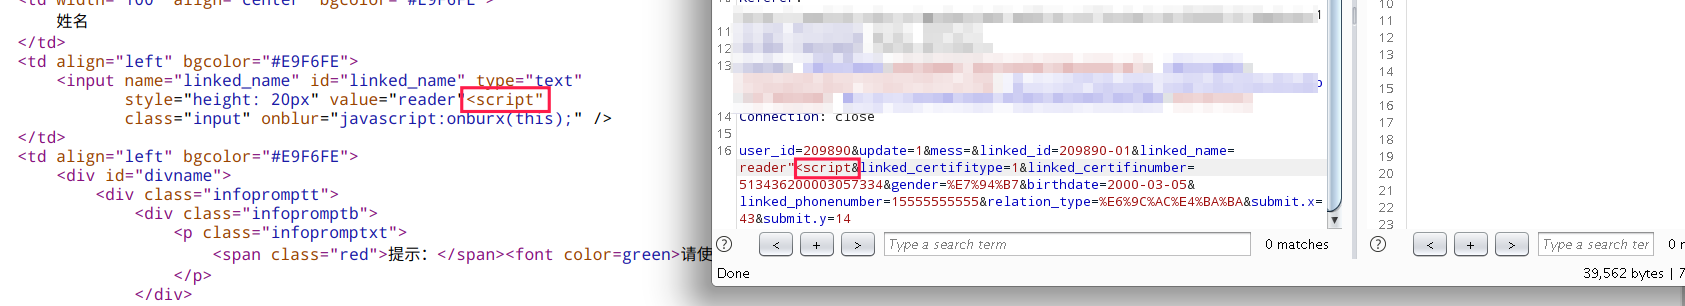 <td width="100" align="center" bgcolor="#E9F6FE">
姓名
</td>
<td align="left" bgcolor="#E9F6FE">
<input name="linked_name" id="linked_name" type="text"
style="height: 20px" value="reader"<script"
class="input" onblur="javascript:onburx(this);" />
</td>
<td align="left" bgcolor="#E9F6FE">
<div id="divname">
<div class="infopromptt">
<div class="infopromptb">
<p class="infopromptxt">
<span class="red">提示: </span><font color=green>请使
</p>
</div>
11
12
13
14 Connection: close
15
16 user_id=209890&update=1&mess=&linked_id=209890-01&linked_name=
reader"<script&linked_certifitype=1&linked_certifinumber=
513436200003057334&gender=%E7%94%B7&birthdate=2000-03-05&
linked_phonenumber=15555555555&relation_type=%E6%9C%AC%E4%BA%BA&submit.x=
43&submit.y=14
? < + > Type a search term 0 matches
Done
10
11
12
13
14
15
16
17
18
19
20
21
22
23
? < + > Type a search ter
39,562 bytes |